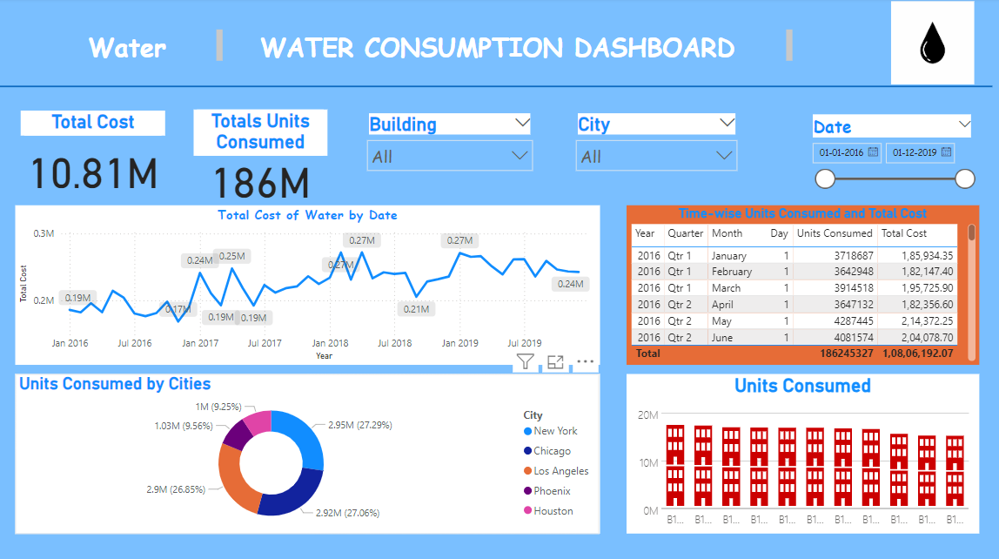 Water
WATER CONSUMPTION DASHBOARD
Total Cost
10.81M
Totals Units
Consumed
186M
Building
All
City
All
Date
01-01-2016 01-12-2019
Total Cost of Water by Date
Total Cost
0.3M
0.2M
0.19M
0.17M
0.24M
0.19M
0.25M
0.19M
0.27M
0.27M
0.21M
0.27M
0.24M
Jan 2016 Jul 2016 Jan 2017 Jul 2017 Jan 2018 Jul 2018 Jan 2019 Jul 2019
Year
Time-wise Units Consumed and Total Cost
Year Quarter Month Day Units Consumed Total Cost
2016 Qtr 1 January 1 3718687 1,85,934.35
2016 Qtr 1 February 1 3642948 1,82,147.40
2016 Qtr 1 March 1 3914518 1,95,725.90
2016 Qtr 2 April 1 3647132 1,82,356.60
2016 Qtr 2 May 1 4287445 2,14,372.25
2016 Qtr 2 June 1 4081574 2,04,078.70
Total 186245327 1,08,06,192.07
Units Consumed by Cities
1M (9.25%)
1.03M (9.56%)
2.95M (27.29%)
2.9M (26.85%)
2.92M (27.06%)
City
New York
Chicago
Los Angeles
Phoenix
Houston
Units Consumed
20M
10M
0M
B1... B1... B1... B1... B1... B1... B1... B1... B1... B1... B1...